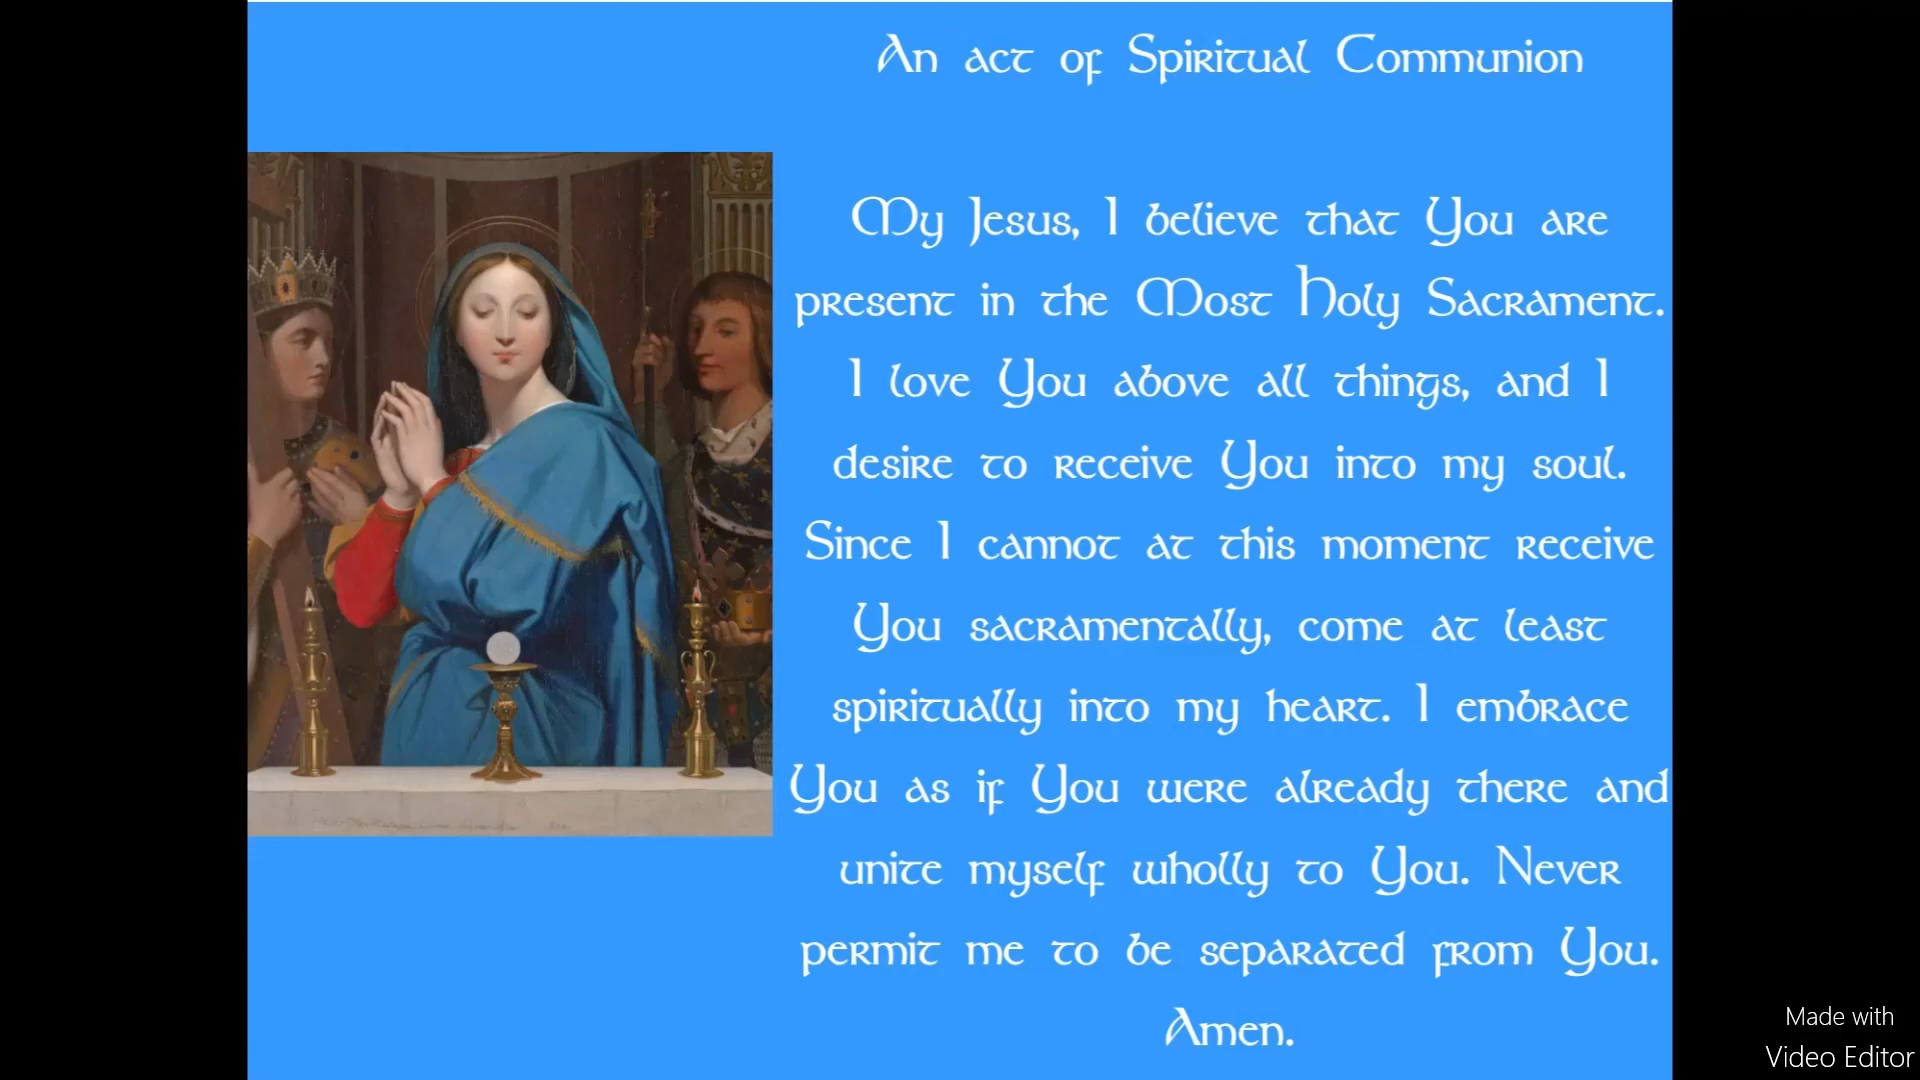 An act of Spiritual Communion
My Jesus, I believe that You are
present in the Most Holy Sacrament.
I love You above all things, and I
desire to receive You into my soul.
Since I cannot at this moment receive
You sacramentally, come at least
spiritually into my heart. I embrace
You as if You were already there and
unite myself wholly to You. Never
permit me to be separated from You.
Amen.
Made with
Video Editor